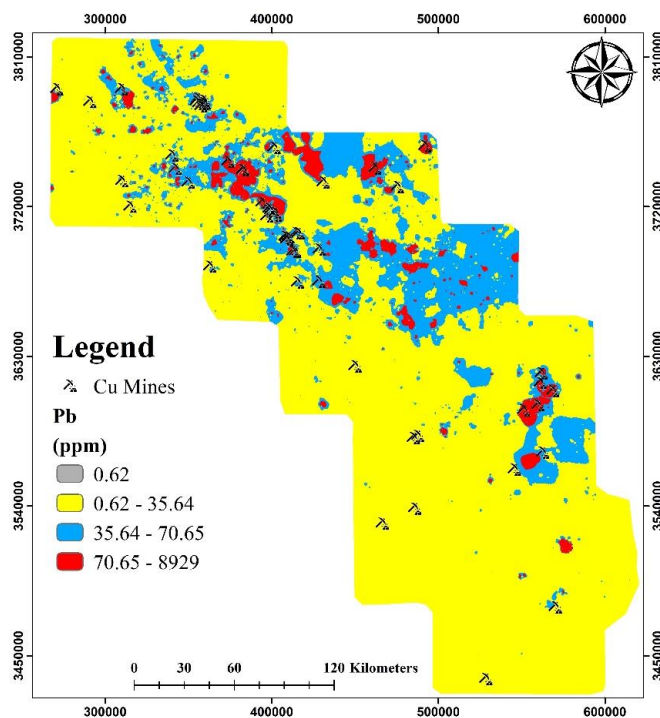 300000 400000 500000 600000
3810000 3810000
3720000 3720000
3630000 3630000
Legend
Cu Mines
Pb
(ppm)
0.62
0.62 - 35.64
35.64 - 70.65
70.65 - 8929
3540000 3540000
3450000 3450000
0 30 60 120 Kilometers
300000 400000 500000 600000